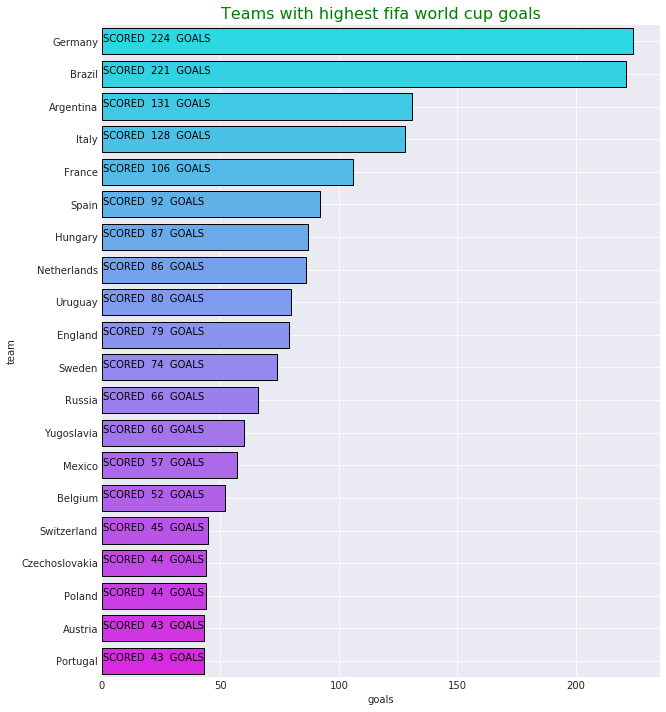 Teams with highest fifa world cup goals
Germany SCORED 224 GOALS
Brazil SCORED 221 GOALS
Argentina SCORED 131 GOALS
Italy SCORED 128 GOALS
France SCORED 106 GOALS
Spain SCORED 92 GOALS
Hungary SCORED 87 GOALS
Netherlands SCORED 86 GOALS
Uruguay SCORED 80 GOALS
England SCORED 79 GOALS
Sweden SCORED 74 GOALS
Russia SCORED 66 GOALS
Yugoslavia SCORED 60 GOALS
Mexico SCORED 57 GOALS
Belgium SCORED 52 GOALS
Switzerland SCORED 45 GOALS
Czechoslovakia SCORED 44 GOALS
Poland SCORED 44 GOALS
Austria SCORED 43 GOALS
Portugal SCORED 43 GOALS
team
0 50 100 150 200
goals